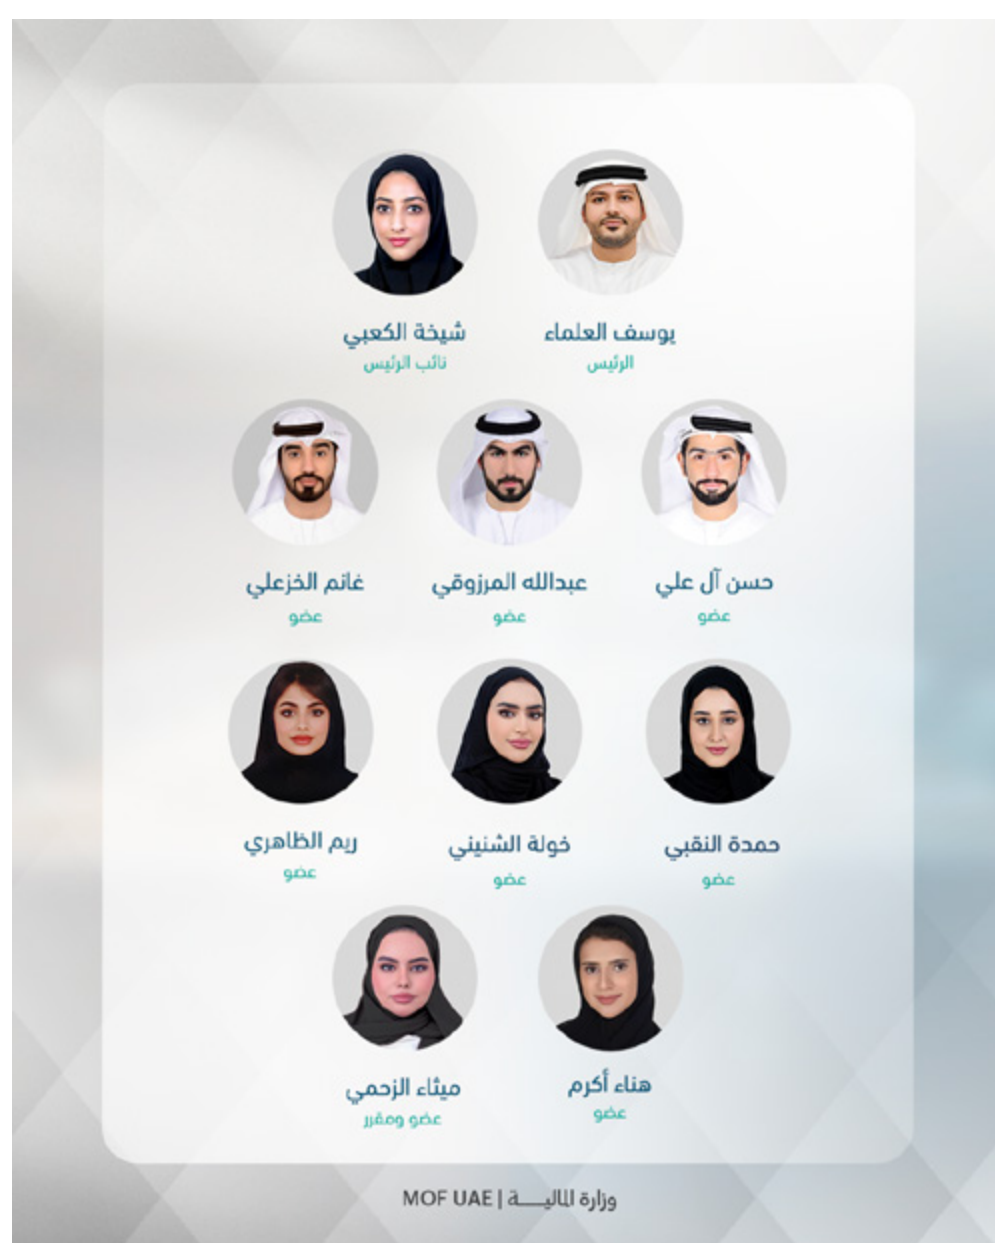 يوسف العلماء
الرئيس
شيخة الكعبي
نائب الرئيس
حسن آل علي
عضو
عبدالله المرزوقي
عضو
غانم الخزعلي
عضو
حمدة النقبي
عضو
خولة الشنيني
عضو
ريم الظاهري
عضو
هناء أكرم
عضو
ميثاء الزحمي
عضو ومقرر
وزارة الماليـــة | MOF UAE